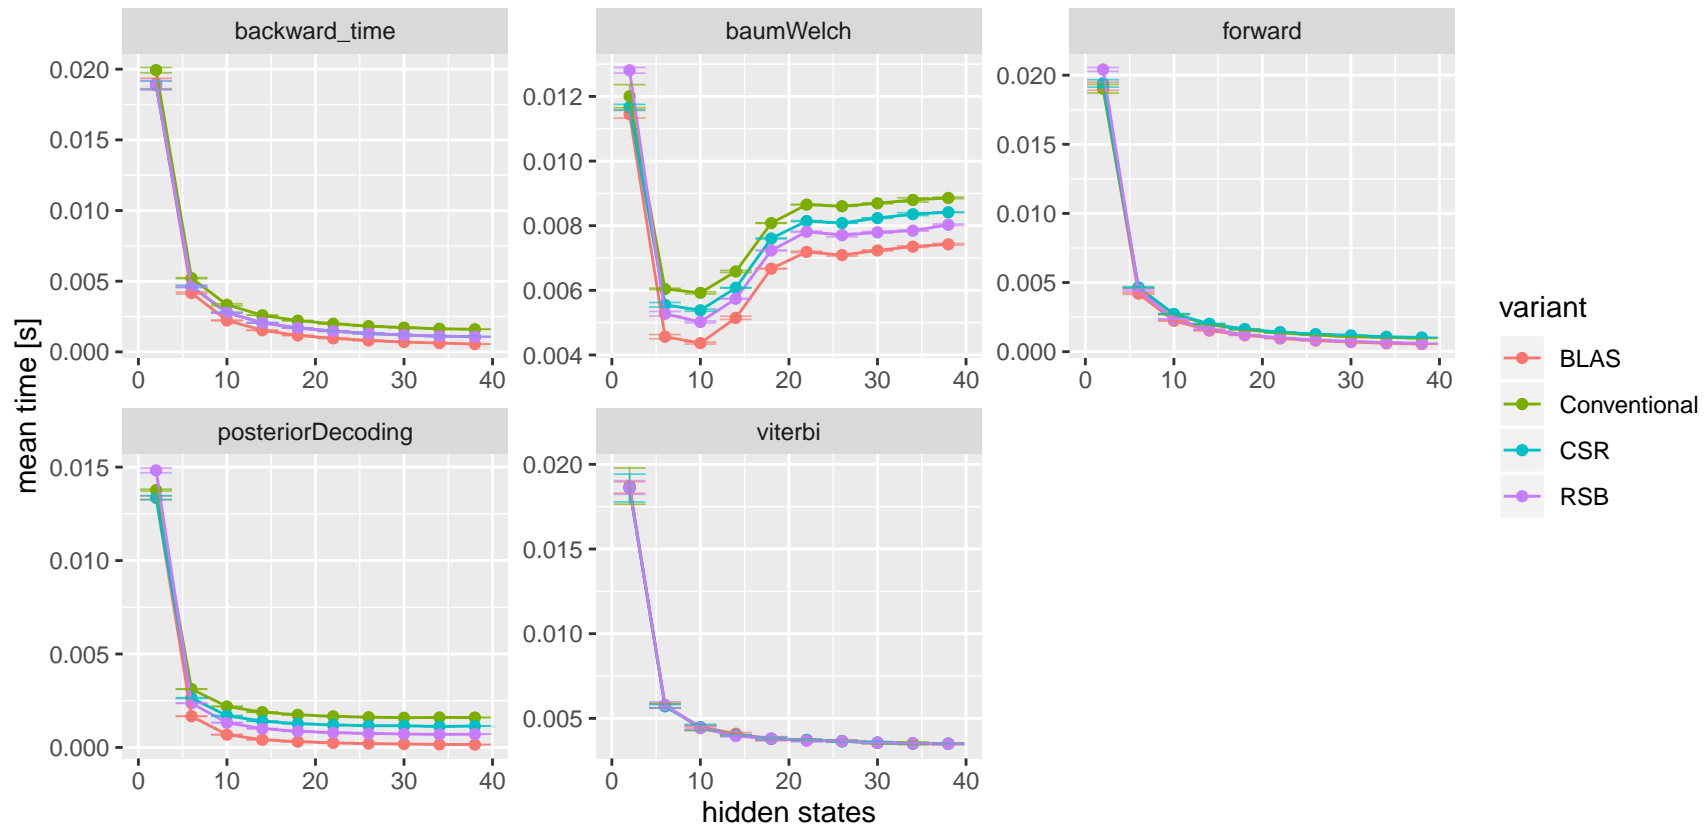 backward_time
baumWelch
forward
0.020
0.015
0.010
0.005
0.000
0.012
0.010
0.008
0.006
0.004
0.020
0.015
0.010
0.005
0.000
0 10 20 30 40
0 10 20 30 40
0 10 20 30 40
posteriorDecoding
viterbi
0.015
0.010
0.005
0.000
0.020
0.015
0.010
0.005
0 10 20 30 40
0 10 20 30 40
mean time [s]
hidden states
variant
BLAS
Conventional
CSR
RSB